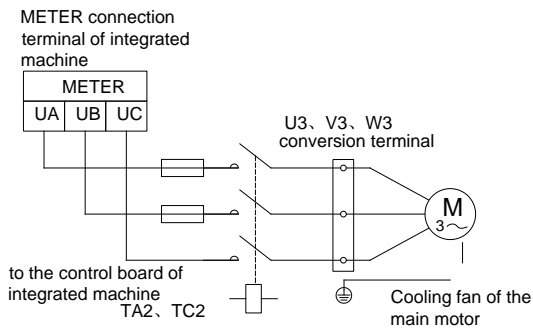 METER connection
terminal of integrated
machine
METER
UA UB UC
U3、V3、W3
conversion terminal
M
3~
to the control board of
integrated machine
TA2、TC2
Cooling fan of the
main motor